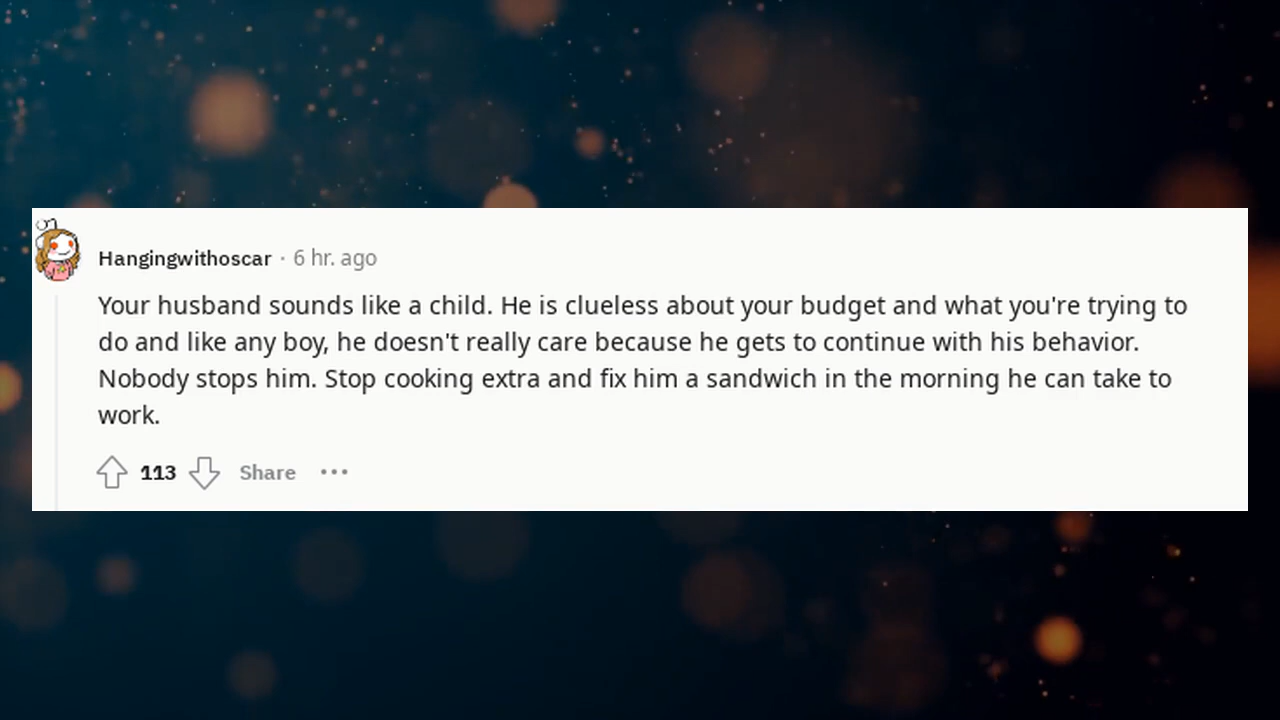 Hangingwithoscar · 6 hr. ago
Your husband sounds like a child. He is clueless about your budget and what you're trying to
do and like any boy, he doesn't really care because he gets to continue with his behavior.
Nobody stops him. Stop cooking extra and fix him a sandwich in the morning he can take to
work.
113 Share